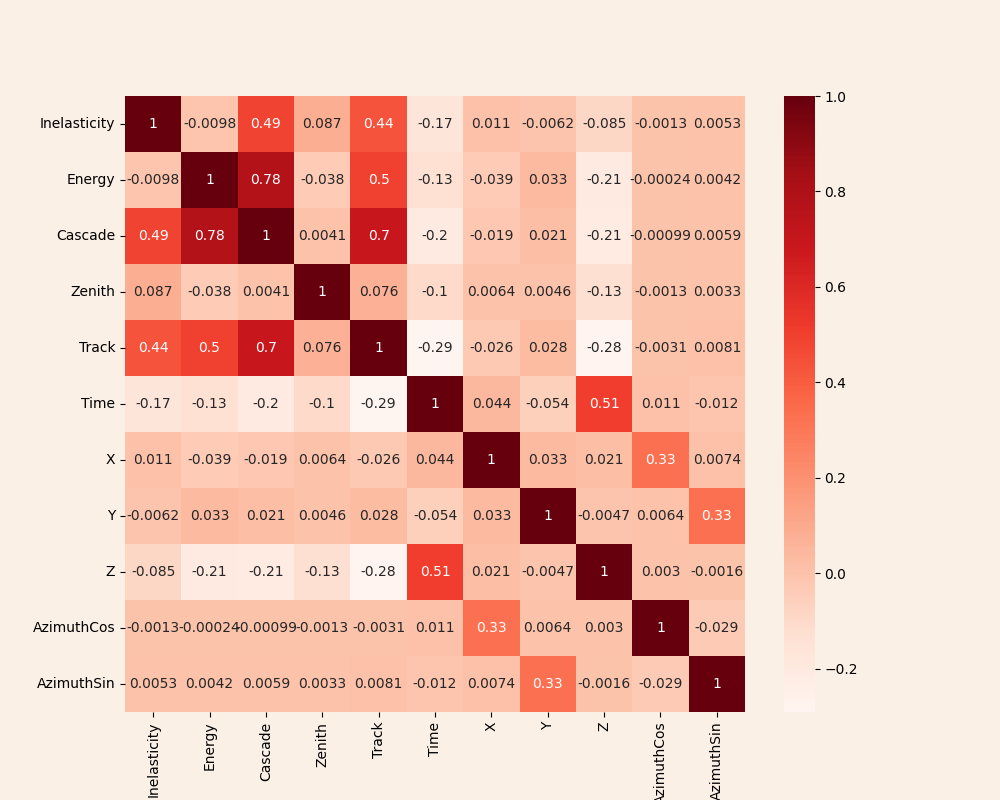 Inelasticity 1 -0.0098 0.49 0.087 0.44 -0.17 0.011 -0.0062 -0.085 -0.0013 0.0053
Energy -0.0098 1 0.78 -0.038 0.5 -0.13 -0.039 0.033 -0.21 -0.00024 0.0042
Cascade 0.49 0.78 1 0.0041 0.7 -0.2 -0.019 0.021 -0.21 -0.00099 0.0059
Zenith 0.087 -0.038 0.0041 1 0.076 -0.1 0.0064 0.0046 -0.13 -0.0013 0.0033
Track 0.44 0.5 0.7 0.076 1 -0.29 -0.026 0.028 -0.28 -0.0031 0.0081
Time -0.17 -0.13 -0.2 -0.1 -0.29 1 0.044 -0.054 0.51 0.011 -0.012
X 0.011 -0.039 -0.019 0.0064 -0.026 0.044 1 0.033 0.021 0.33 0.0074
Y -0.0062 0.033 0.021 0.0046 0.028 -0.054 0.033 1 -0.0047 0.0064 0.33
Z -0.085 -0.21 -0.21 -0.13 -0.28 0.51 0.021 -0.0047 1 0.003 -0.0016
AzimuthCos -0.0013 -0.00024 -0.00099 -0.0013 -0.0031 0.011 0.33 0.0064 0.003 1 -0.029
AzimuthSin 0.0053 0.0042 0.0059 0.0033 0.0081 -0.012 0.0074 0.33 -0.0016 -0.029 1
Inelasticity Energy Cascade Zenith Track Time X Y Z AzimuthCos AzimuthSin
1.0
0.8
0.6
0.4
0.2
0.0
−0.2